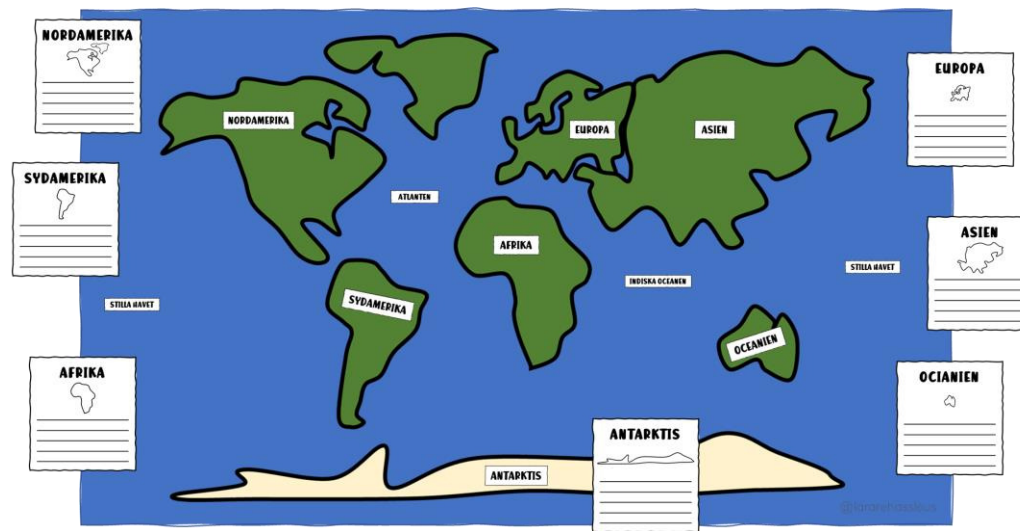 NORDAMERIKA
SYDAMERIKA
AFRIKA
EUROPA
ASIEN
OCIANIEN
ANTARKTIS
NORDAMERIKA
EUROPA
ASIEN
ATLANTEN
AFRIKA
STILLA HAVET
INDISKA OCEANEN
STILLA HAVET
SYDAMERIKA
OCEANIEN
ANTARKTIS